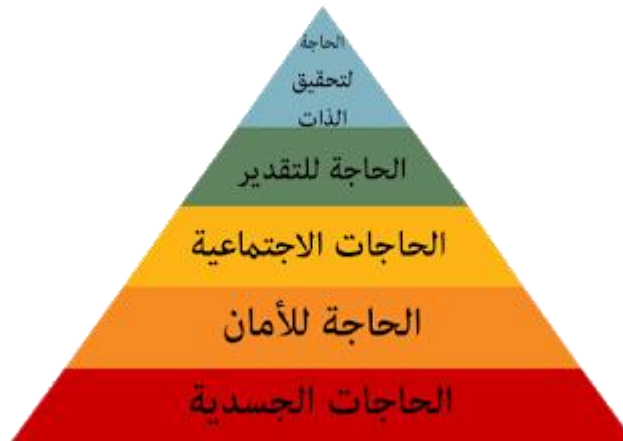 الحاجة
لتحقيق
الذات
الحاجة للتقدير
الحاجات الاجتماعية
الحاجة للأمان
الحاجات الجسدية